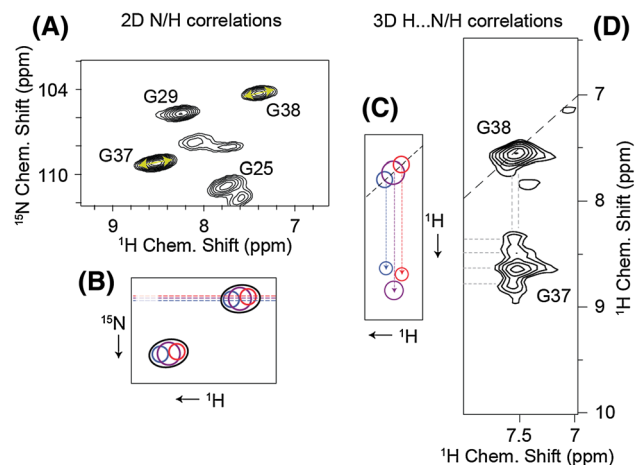 2D N/H correlations
3D H...N/H correlations
(A)
104
110
¹⁵N Chem. Shift (ppm)
G29
G38
G37
G25
9
8
7
¹H Chem. Shift (ppm)
(B)
¹⁵N
¹H
(C)
¹H
¹H
(D)
G38
G37
7
8
9
10
¹H Chem. Shift (ppm)
7.5
7
¹H Chem. Shift (ppm)